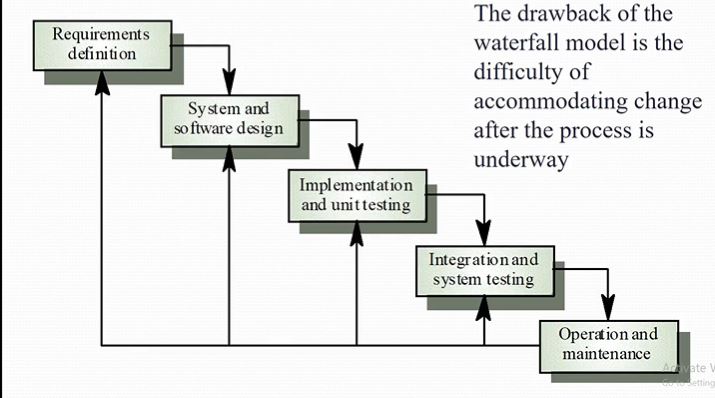 Requirements
definition
System and
software design
Implementation
and unit testing
Integration and
system testing
Operation and
maintenance
The drawback of the
waterfall model is the
difficulty of
accommodating change
after the process is
underway
Activate W
Go to Setting